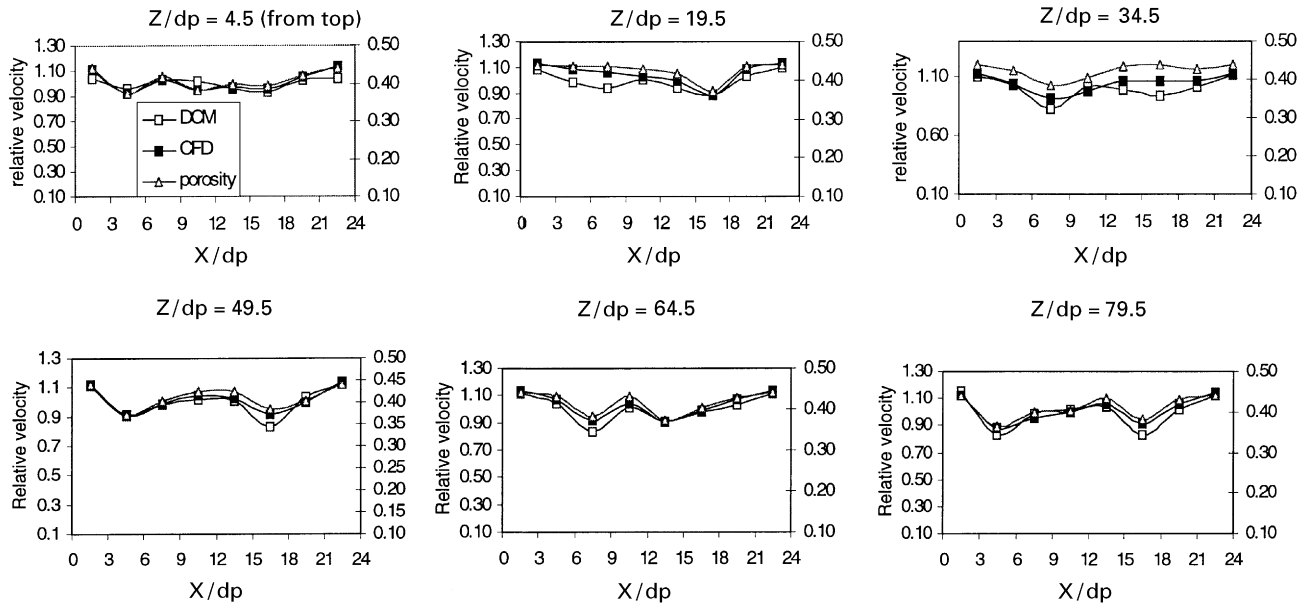 Z/dp = 4.5 (from top)
1.30
1.10
0.90
0.70
0.50
0.30
0.10
relative velocity
0.50
0.40
0.30
0.20
0.10
DCM
CFD
porosity
0 3 6 9 12 15 18 21 24
X/dp
Z/dp = 19.5
1.30
1.10
0.90
0.70
0.50
0.30
0.10
Relative velocity
0.50
0.40
0.30
0.20
0.10
0 3 6 9 12 15 18 21 24
X/dp
Z/dp = 34.5
1.10
0.60
0.10
relative velocity
0.50
0.40
0.30
0.20
0.10
0 3 6 9 12 15 18 21 24
X/dp
Z/dp = 49.5
1.3
1.1
0.9
0.7
0.5
0.3
0.1
Relative velocity
0.50
0.45
0.40
0.35
0.30
0.25
0.20
0.15
0.10
0 3 6 9 12 15 18 21 24
X/dp
Z/dp = 64.5
1.30
1.10
0.90
0.70
0.50
0.30
0.10
Relative velocity
0.50
0.40
0.30
0.20
0.10
0 3 6 9 12 15 18 21 24
X/dp
Z/dp = 79.5
1.30
1.10
0.90
0.70
0.50
0.30
0.10
Relative velocity
0.50
0.40
0.30
0.20
0.10
0 3 6 9 12 15 18 21 24
X/dp